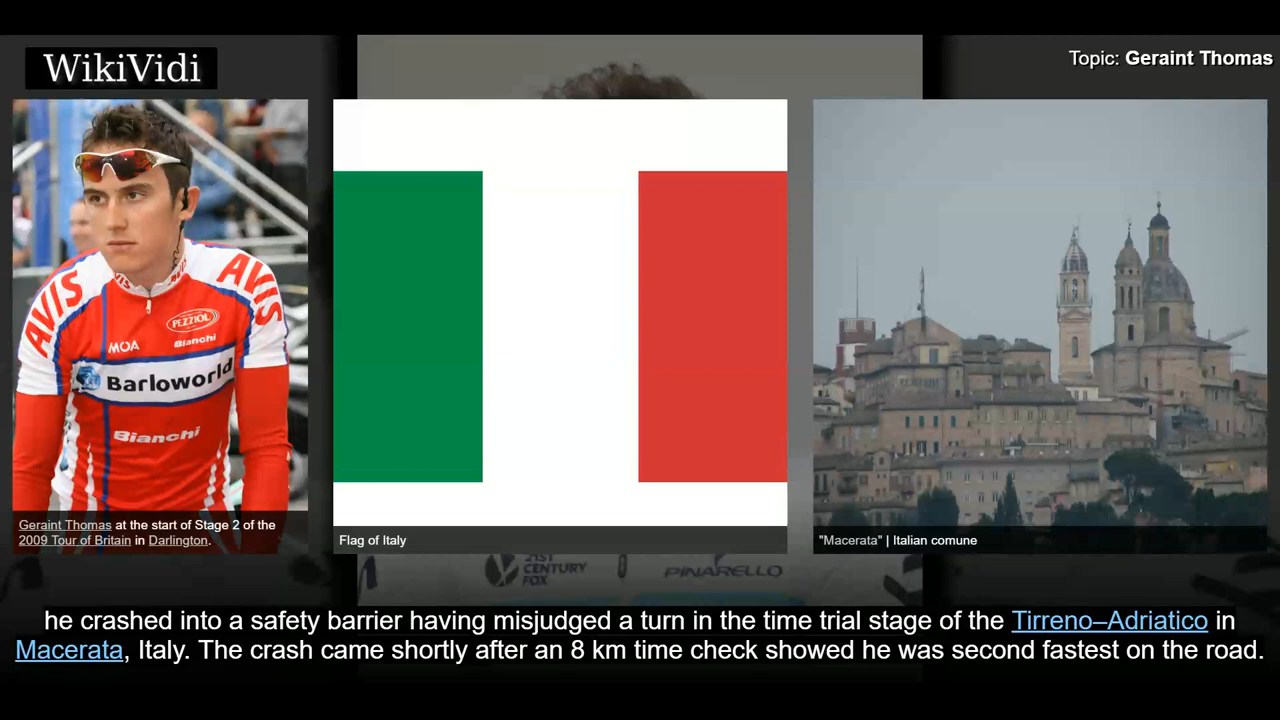 WikiVidi
Topic: Geraint Thomas
AVIS
AVIS
AVIS
PEZZIOL
MOA
Bianchi
Barloworld
Bianchi
Geraint Thomas at the start of Stage 2 of the
2009 Tour of Britain in Darlington.
Flag of Italy
"Macerata" | Italian comune
21ST
CENTURY
FOX
PINARELLO
he crashed into a safety barrier having misjudged a turn in the time trial stage of the Tirreno–Adriatico in
Macerata, Italy. The crash came shortly after an 8 km time check showed he was second fastest on the road.